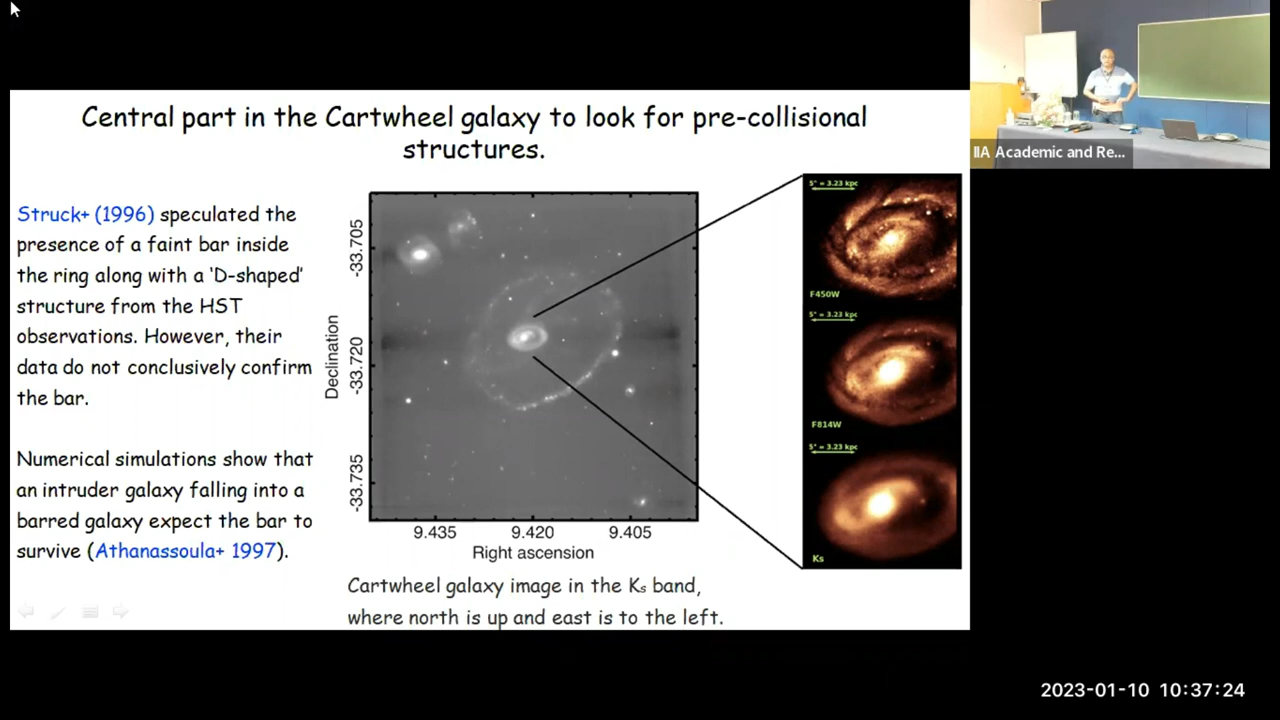 Central part in the Cartwheel galaxy to look for pre-collisional
structures.
IIA Academic and Re...
Struck+ (1996) speculated the
presence of a faint bar inside
the ring along with a ‘D-shaped’
structure from the HST
observations. However, their
data do not conclusively confirm
the bar.
Numerical simulations show that
an intruder galaxy falling into a
barred galaxy expect the bar to
survive (Athanassoula+ 1997).
Declination
-33.705
-33.720
-33.735
9.435
9.420
9.405
Right ascension
5" = 3.23 kpc
F450W
5" = 3.23 kpc
F814W
5" = 3.23 kpc
Ks
Cartwheel galaxy image in the Ks band,
where north is up and east is to the left.
2023-01-10 10:37:24